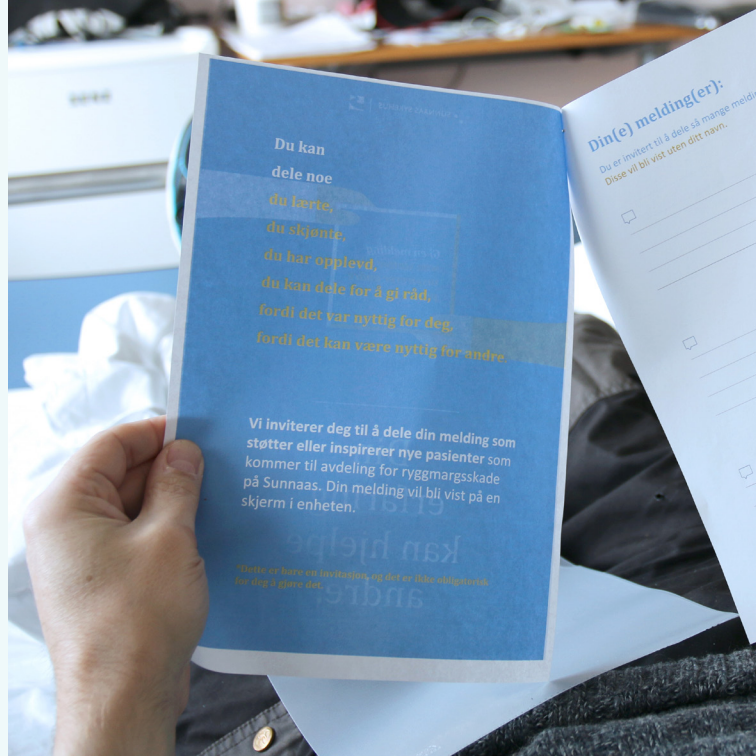 Du kan
dele noe
du lærte,
du skjønte,
du har opplevd,
du kan dele for å gi råd,
fordi det var nyttig for deg,
fordi det kan være nyttig for andre
Vi inviterer deg til å dele din melding som
støtter eller inspirerer nye pasienter som
kommer til avdeling for ryggmargsskade
på Sunnaas. Din melding vil bli vist på en
skjerm i enheten.
*Dette er bare en invitasjon, og det er ikke obligatorisk
for deg å gjøre det.
kan hjelpe
andre
Din(e) melding(er):
Du er invitert til å dele så mange
Disse vil bli vist uten ditt navn.